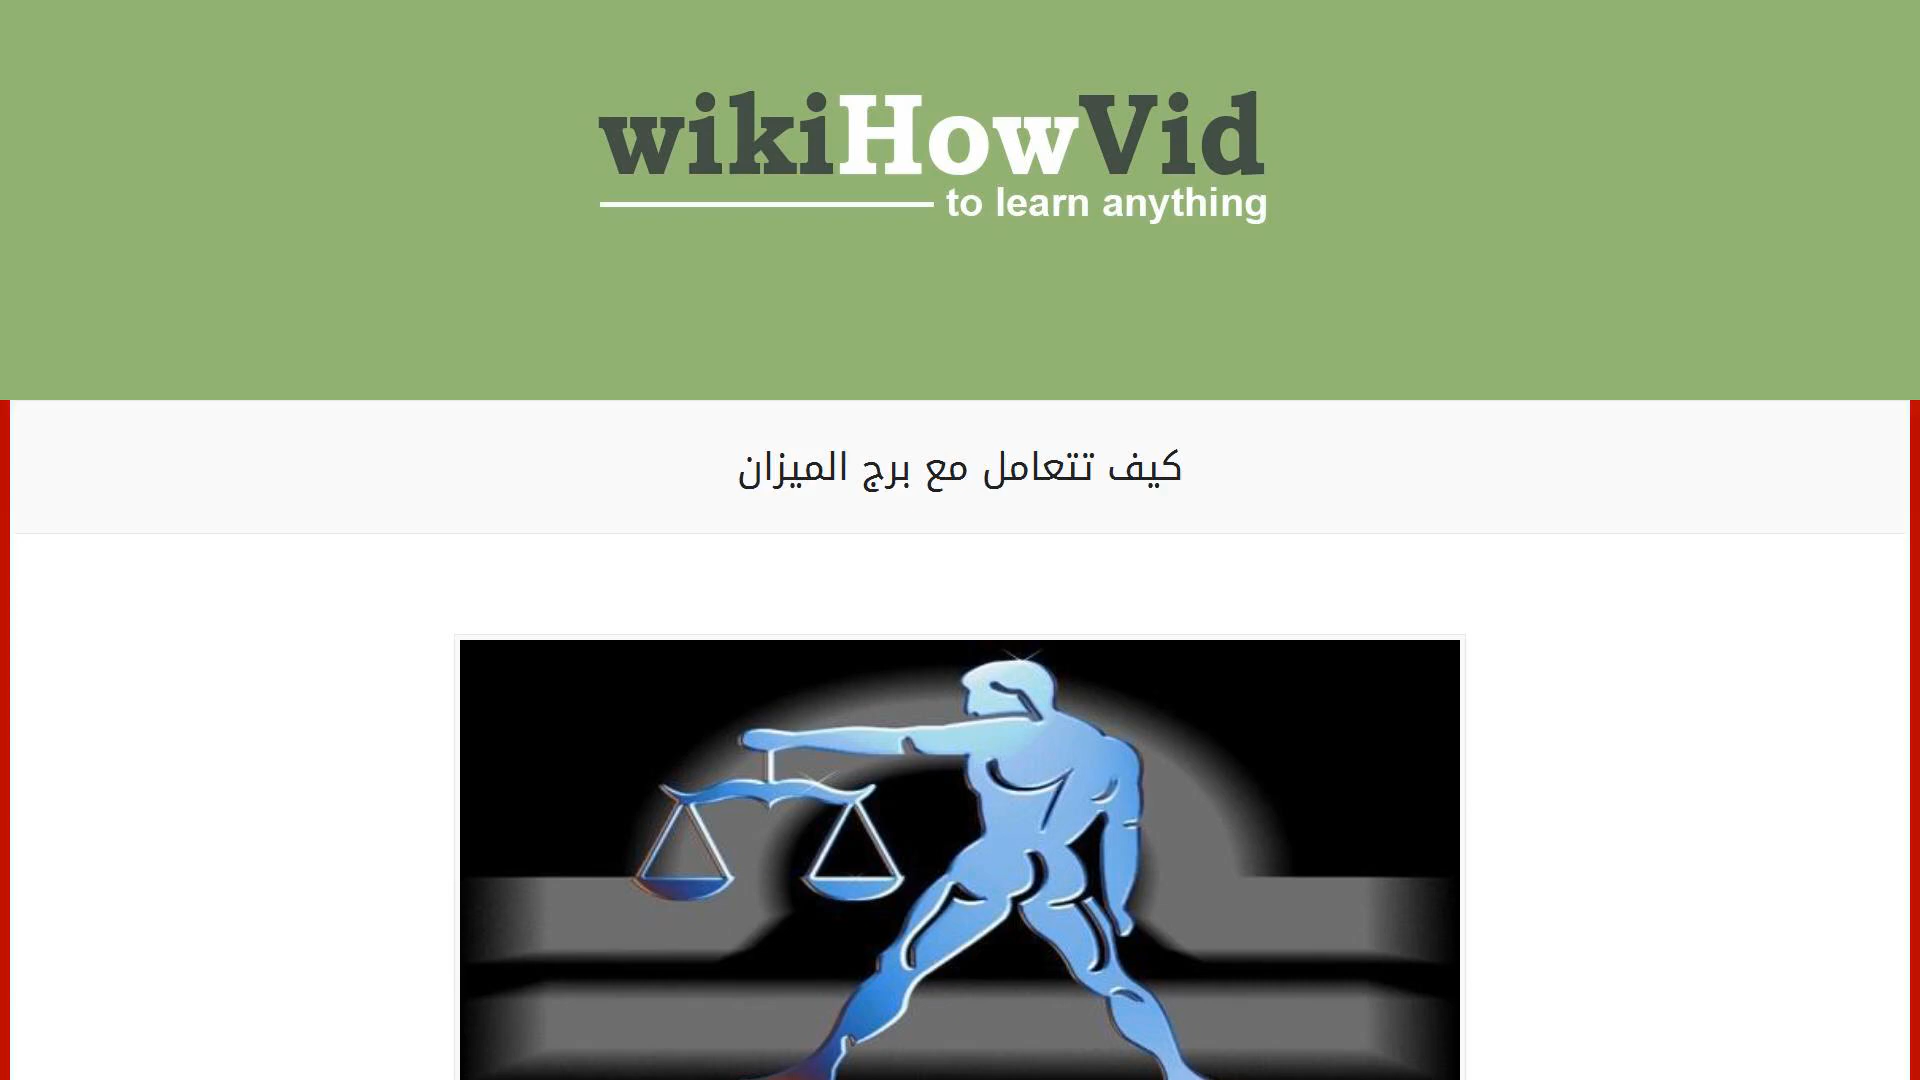 wikiHowVid
to learn anything
كيف تتعامل مع برج الميزان